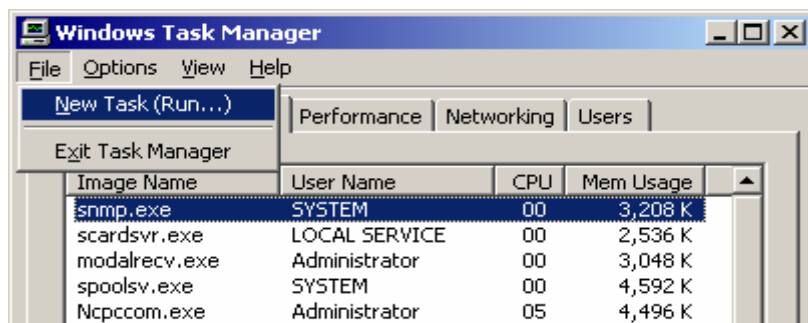 Windows Task Manager
File Options View Help
New Task (Run...)
Performance Networking Users
Exit Task Manager
Image Name User Name CPU Mem Usage
snmp.exe SYSTEM 00 3,208 K
scardsvr.exe LOCAL SERVICE 00 2,536 K
modalrecv.exe Administrator 00 3,048 K
spoolsv.exe SYSTEM 00 4,592 K
Ncpccom.exe Administrator 05 4,496 K